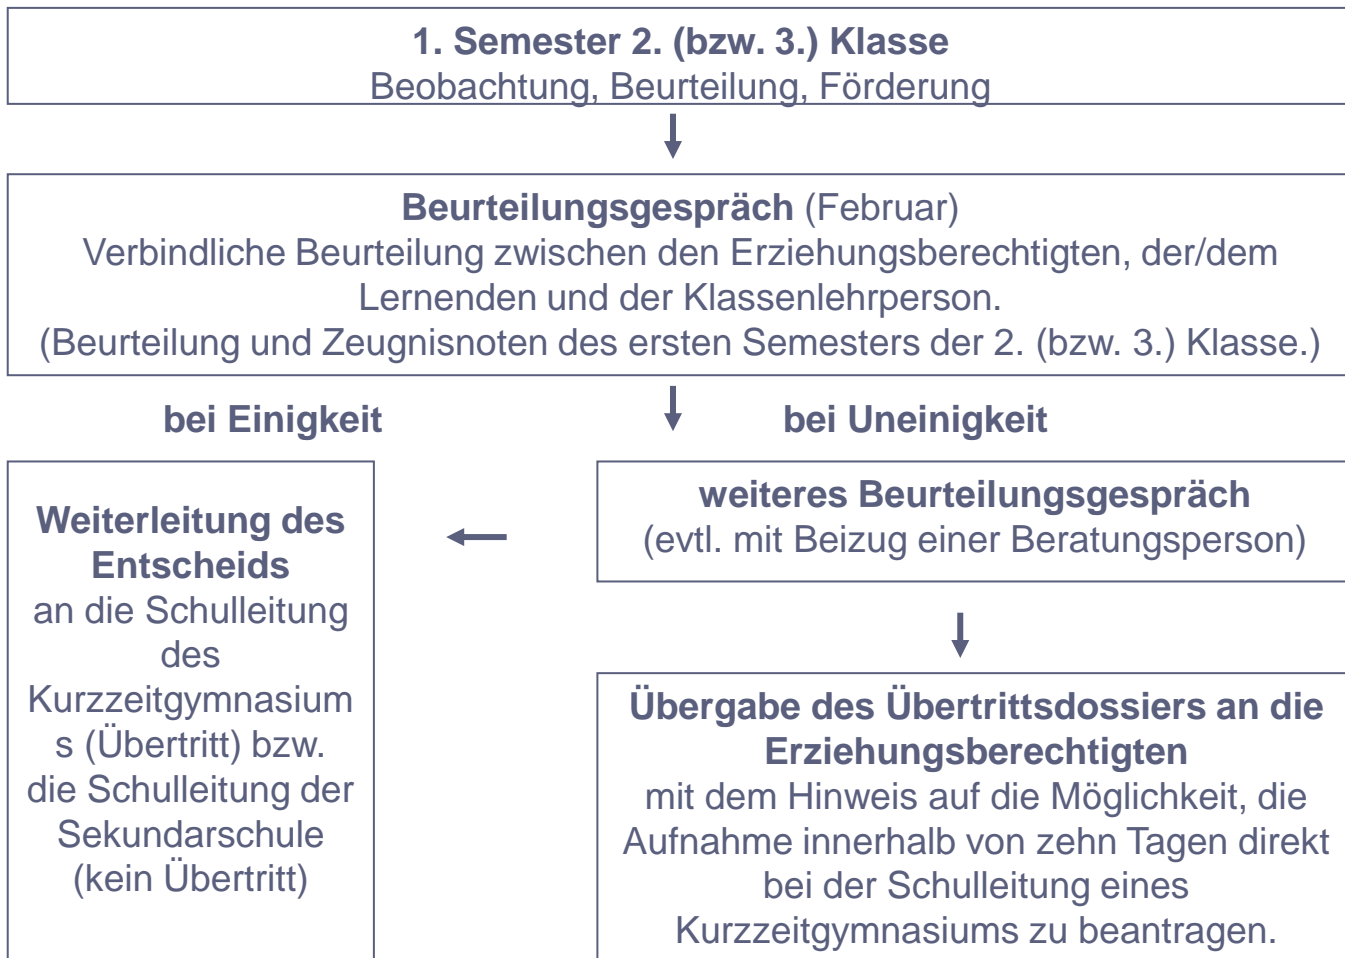 1. Semester 2. (bzw. 3.) Klasse
Beobachtung, Beurteilung, Förderung
Beurteilungsgespräch (Februar)
Verbindliche Beurteilung zwischen den Erziehungsberechtigten, der/dem
Lernenden und der Klassenlehrperson.
(Beurteilung und Zeugnisnoten des ersten Semesters der 2. (bzw. 3.) Klasse.)
bei Einigkeit
bei Uneinigkeit
Weiterleitung des
Entscheids
an die Schulleitung
des
Kurzzeitgymnasium
s (Übertritt) bzw.
die Schulleitung der
Sekundarschule
(kein Übertritt)
weiteres Beurteilungsgespräch
(evtl. mit Beizug einer Beratungsperson)
Übergabe des Übertrittsdossiers an die
Erziehungsberechtigten
mit dem Hinweis auf die Möglichkeit, die
Aufnahme innerhalb von zehn Tagen direkt
bei der Schulleitung eines
Kurzzeitgymnasiums zu beantragen.